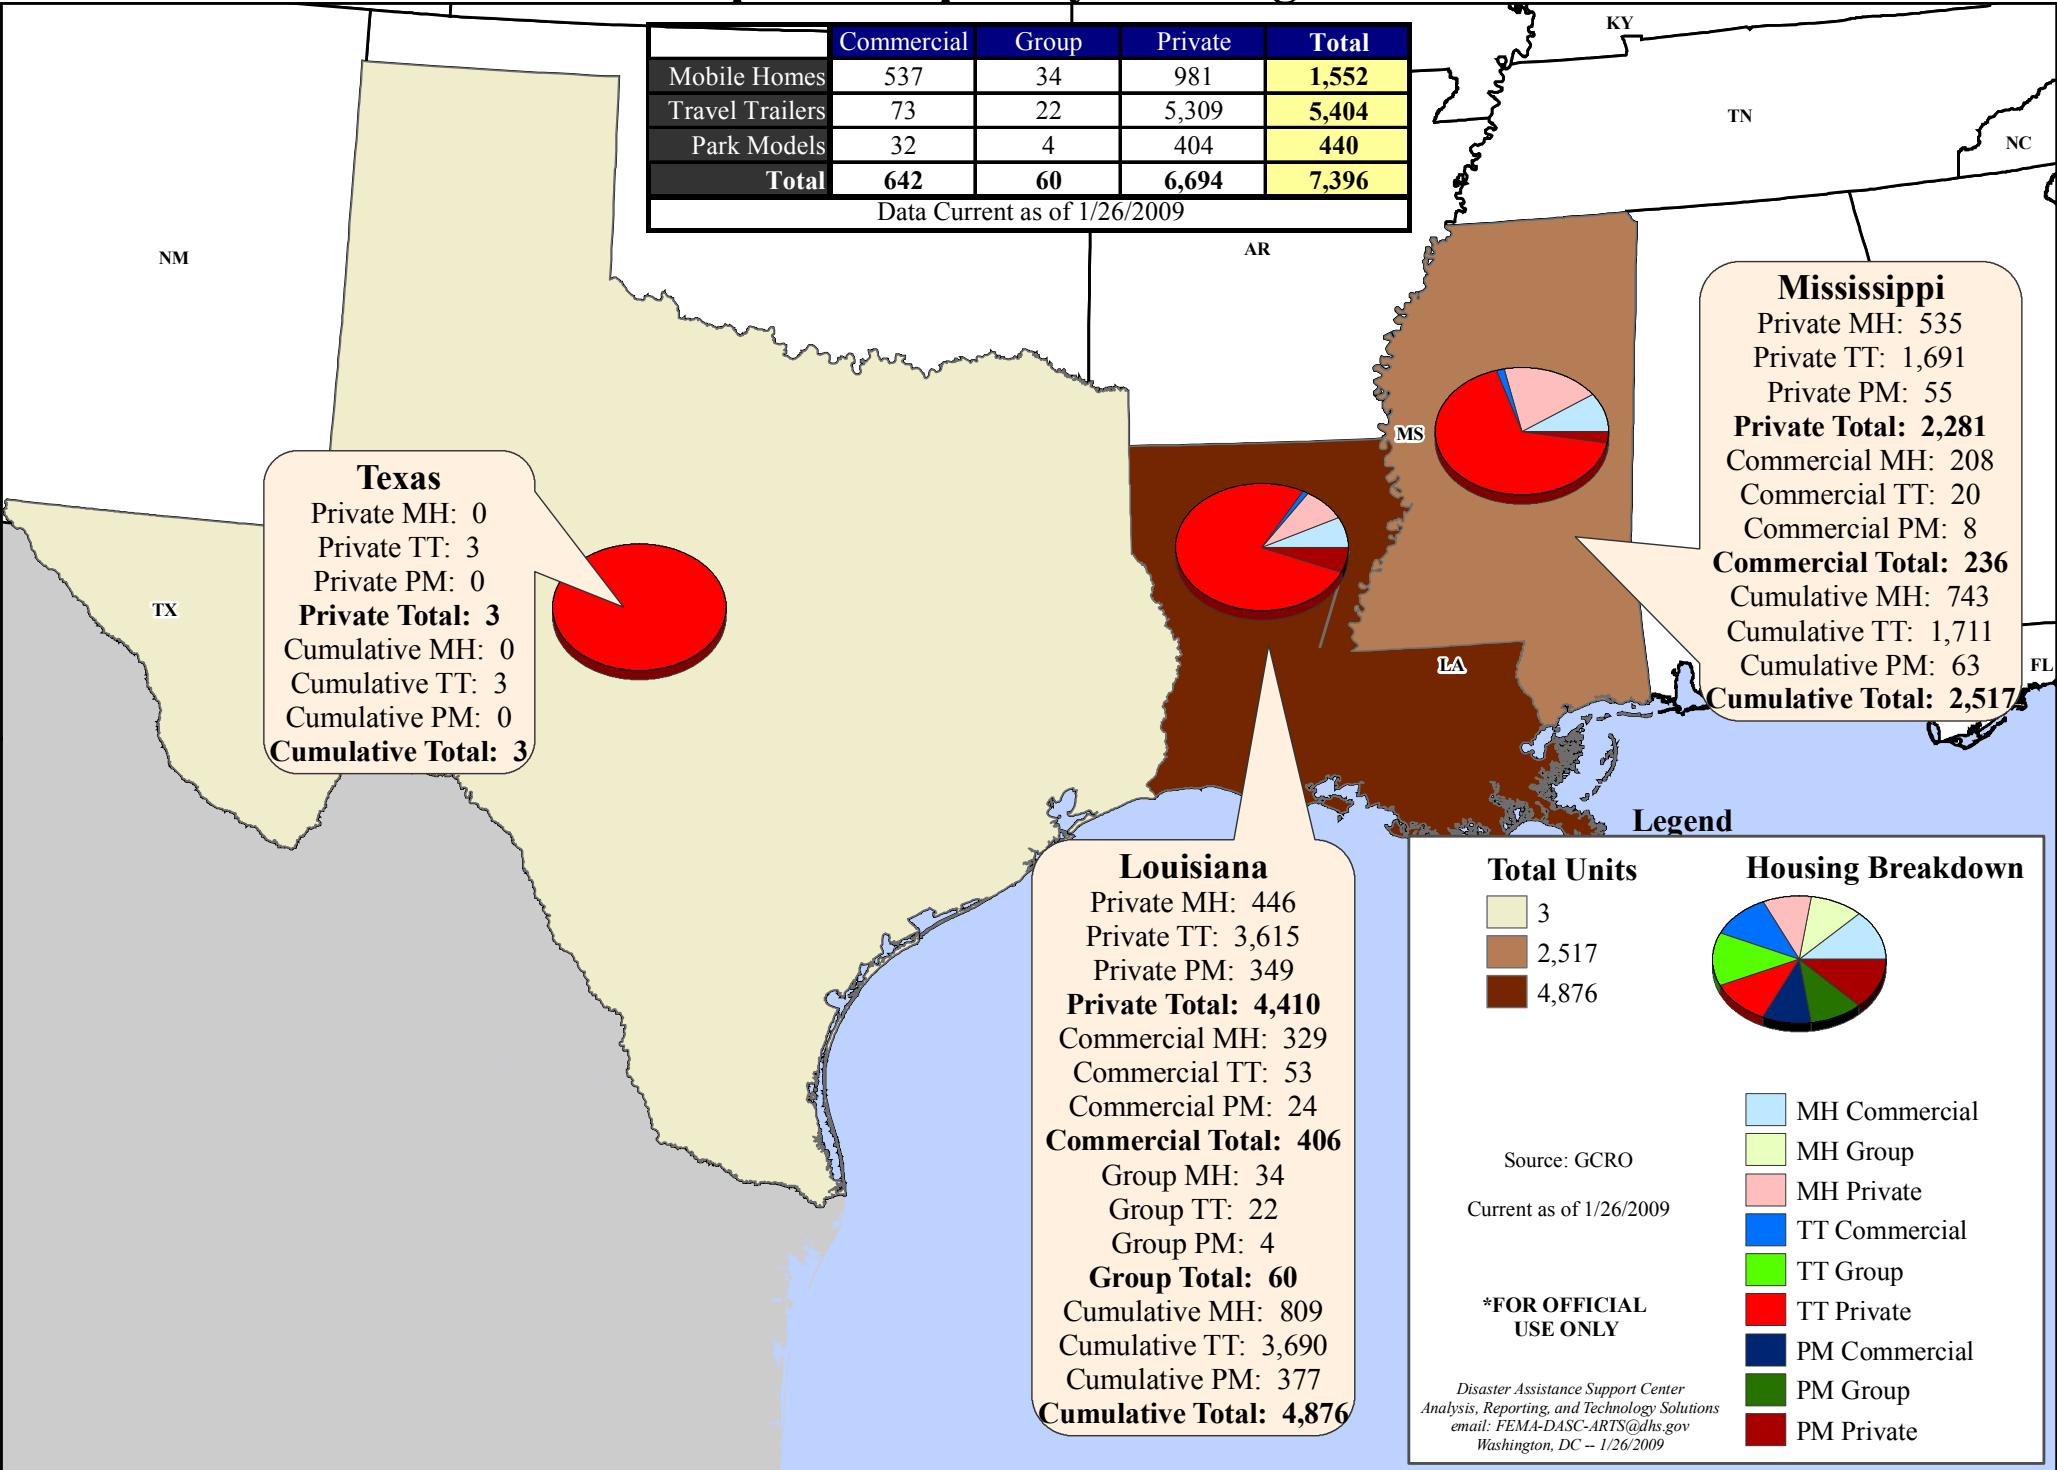 Commercial Group Private Total
Mobile Homes 537 34 981 1,552
Travel Trailers 73 22 5,309 5,404
Park Models 32 4 404 440
Total 642 60 6,694 7,396
Data Current as of 1/26/2009
KY
TN
NC
NM
AR
MS
TX
LA
FL
Mississippi
Private MH: 535
Private TT: 1,691
Private PM: 55
Private Total: 2,281
Commercial MH: 208
Commercial TT: 20
Commercial PM: 8
Commercial Total: 236
Cumulative MH: 743
Cumulative TT: 1,711
Cumulative PM: 63
Cumulative Total: 2,517
Texas
Private MH: 0
Private TT: 3
Private PM: 0
Private Total: 3
Cumulative MH: 0
Cumulative TT: 3
Cumulative PM: 0
Cumulative Total: 3
Louisiana
Private MH: 446
Private TT: 3,615
Private PM: 349
Private Total: 4,410
Commercial MH: 329
Commercial TT: 53
Commercial PM: 24
Commercial Total: 406
Group MH: 34
Group TT: 22
Group PM: 4
Group Total: 60
Cumulative MH: 809
Cumulative TT: 3,690
Cumulative PM: 377
Cumulative Total: 4,876
Legend
Total Units
3
2,517
4,876
Housing Breakdown
MH Commercial
MH Group
MH Private
TT Commercial
TT Group
TT Private
PM Commercial
PM Group
PM Private
Source: GCRO
Current as of 1/26/2009
*FOR OFFICIAL
USE ONLY
Disaster Assistance Support Center
Analysis, Reporting, and Technology Solutions
email: FEMA-DASC-ARTS@dhs.gov
Washington, DC -- 1/26/2009